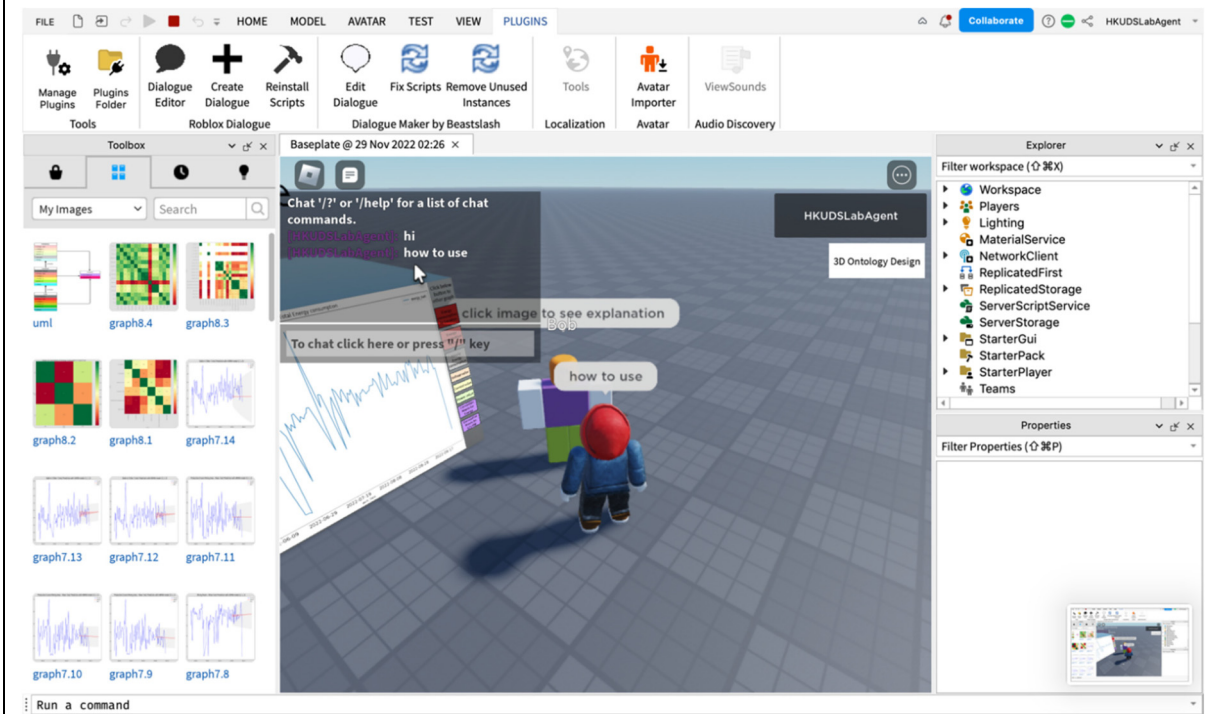 FILE HOME MODEL AVATAR TEST VIEW PLUGINS Collaborate HKUDSLabAgent
Manage Plugins
Plugins Folder
Dialogue Editor
Create Dialogue
Reinstall Scripts
Edit Dialogue
Fix Scripts
Remove Unused Instances
Tools
Avatar Importer
ViewSounds
Tools
Roblox Dialogue
Dialogue Maker by Beastslash
Localization
Avatar
Audio Discovery
Toolbox
My Images
Search
uml
graph8.4
graph8.3
graph8.2
graph8.1
graph7.14
graph7.13
graph7.12
graph7.11
graph7.10
graph7.9
graph7.8
Baseplate @ 29 Nov 2022 02:26
Chat '/?' or '/help' for a list of chat
commands.
[HKUDSLabAgent]: hi
[HKUDSLabAgent]: how to use
click image to see explanation
Bob
To chat click here or press "/" key
how to use
HKUDSLabAgent
3D Ontology Design
Explorer
Filter workspace (⇧⌘X)
Workspace
Players
Lighting
MaterialService
NetworkClient
ReplicatedFirst
ReplicatedStorage
ServerScriptService
ServerStorage
StarterGui
StarterPack
StarterPlayer
Teams
Properties
Filter Properties (⇧⌘P)
Run a command